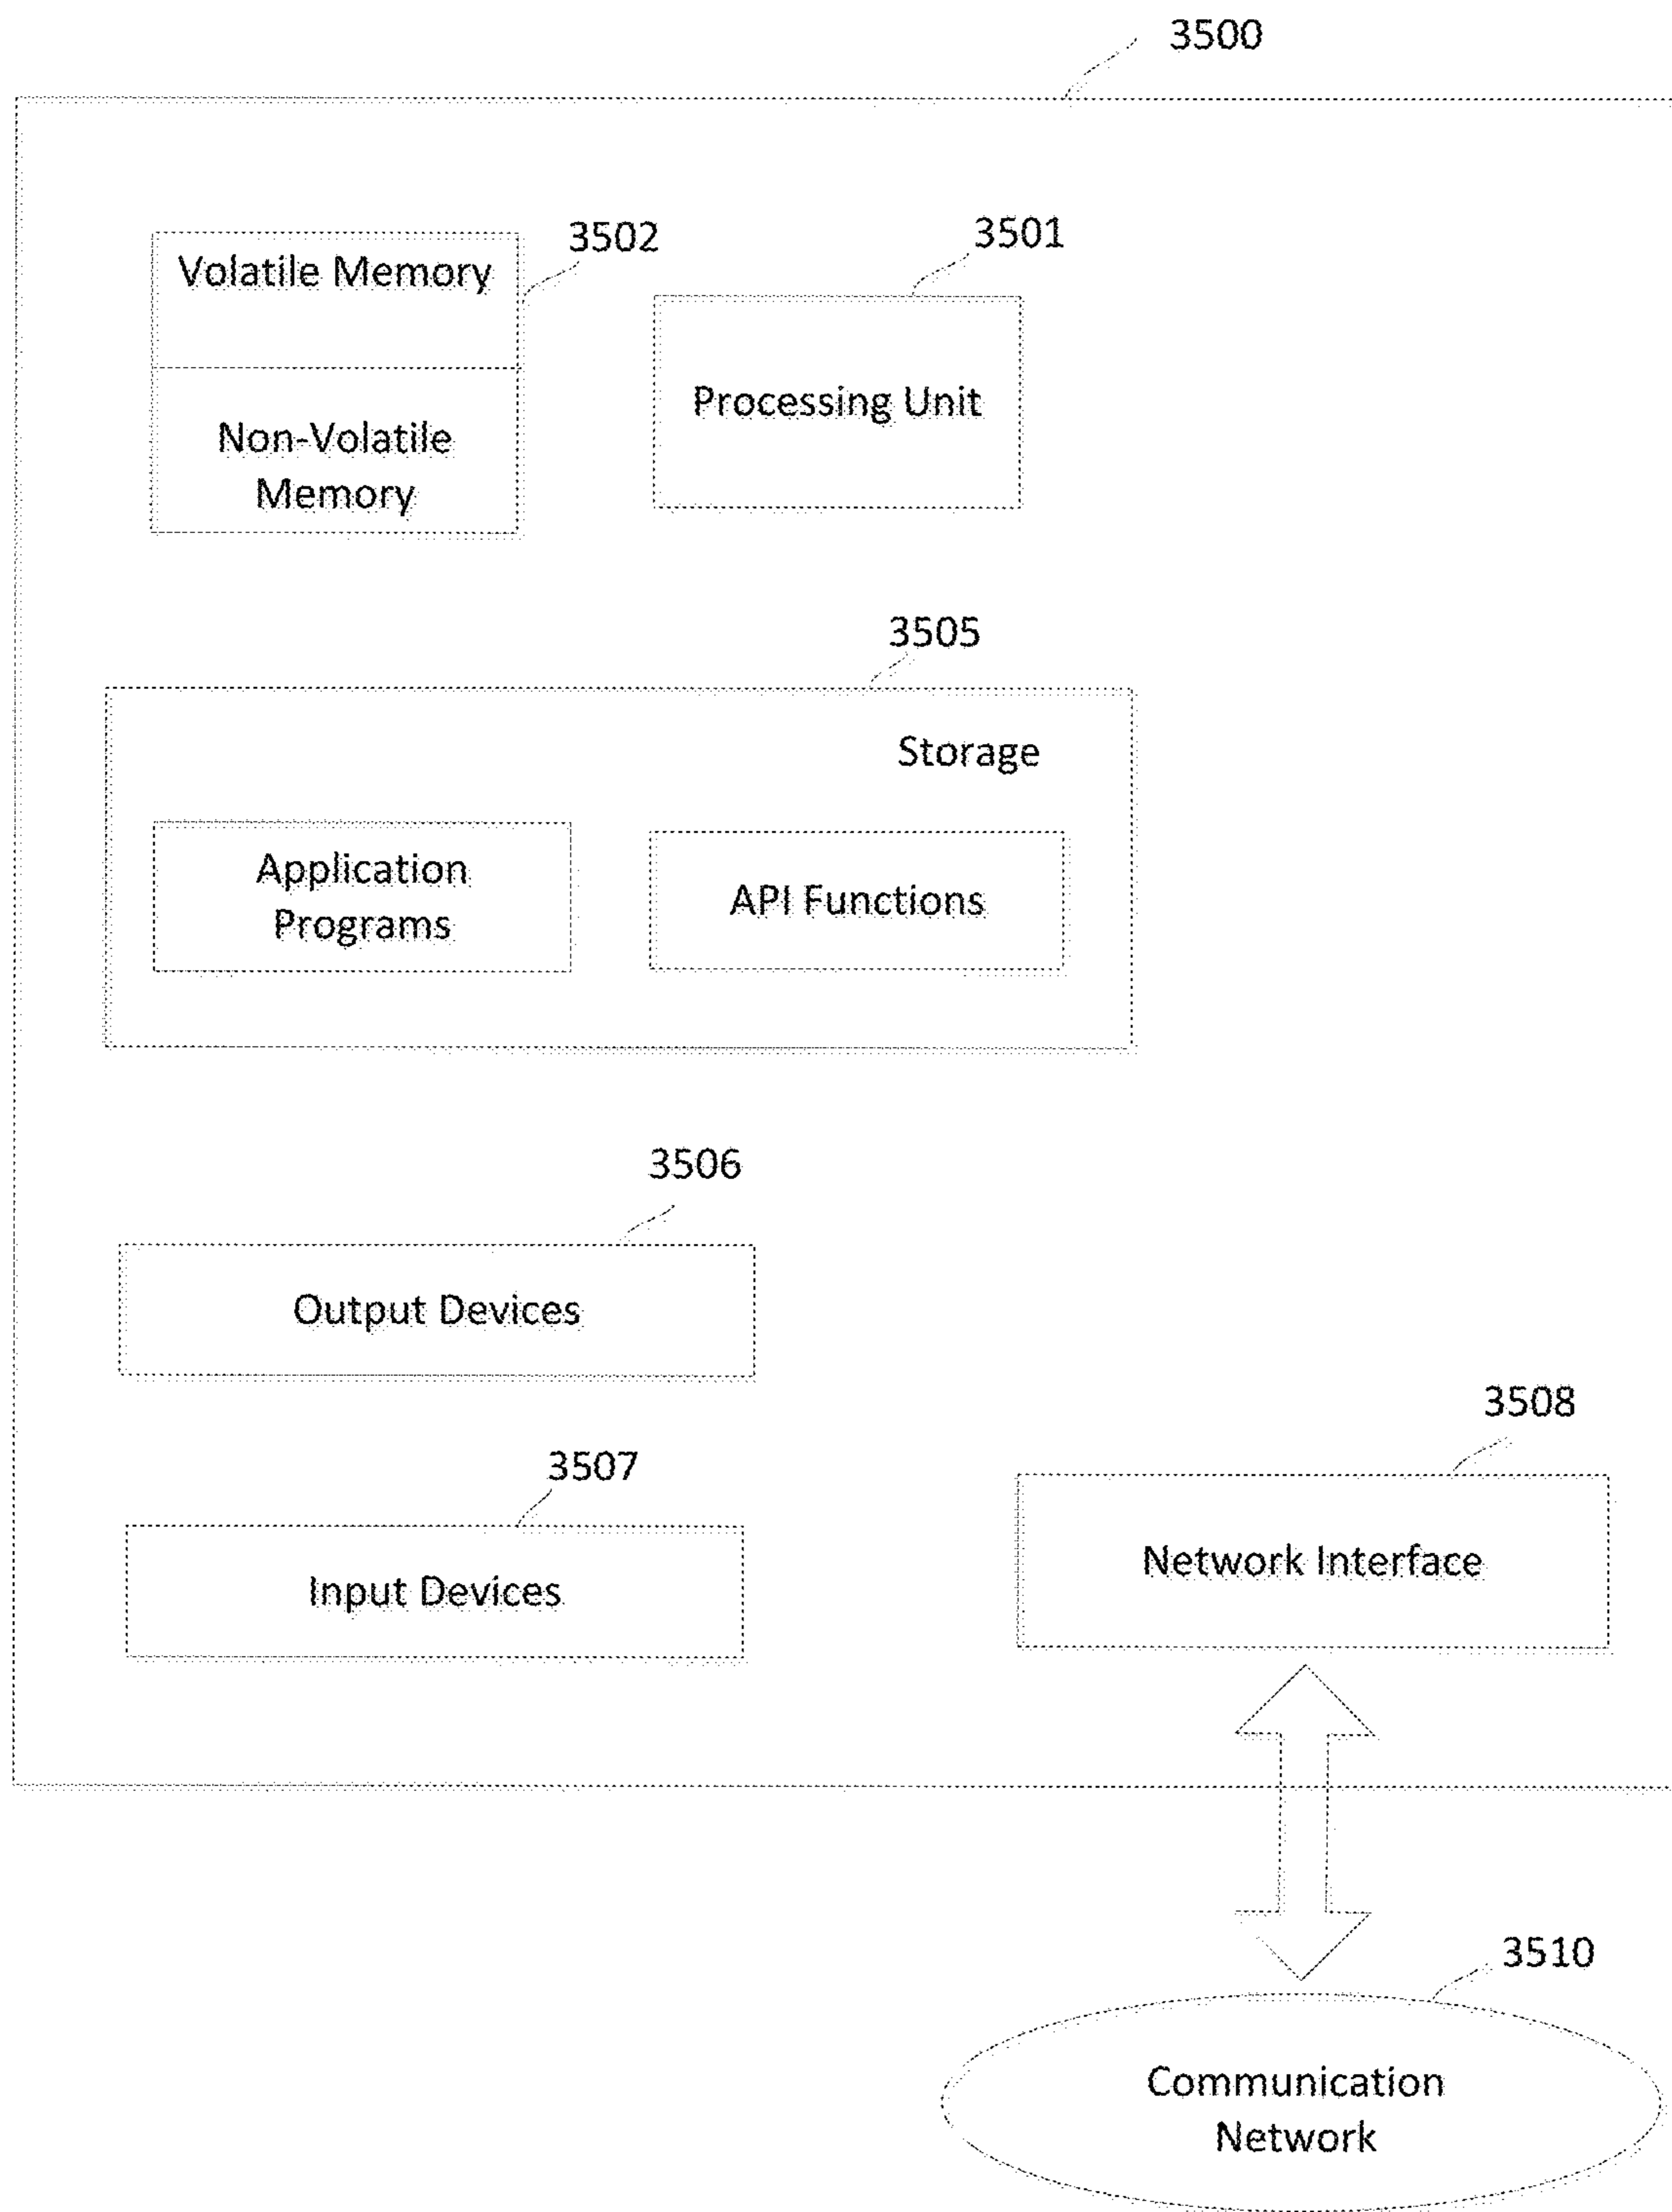 3500
3502
3501
Volatile Memory
Processing Unit
Non-Volatile
Memory
3505
Storage
Application
Programs
API Functions
3506
Output Devices
3508
3507
Network Interface
Input Devices
3510
Communication
Network